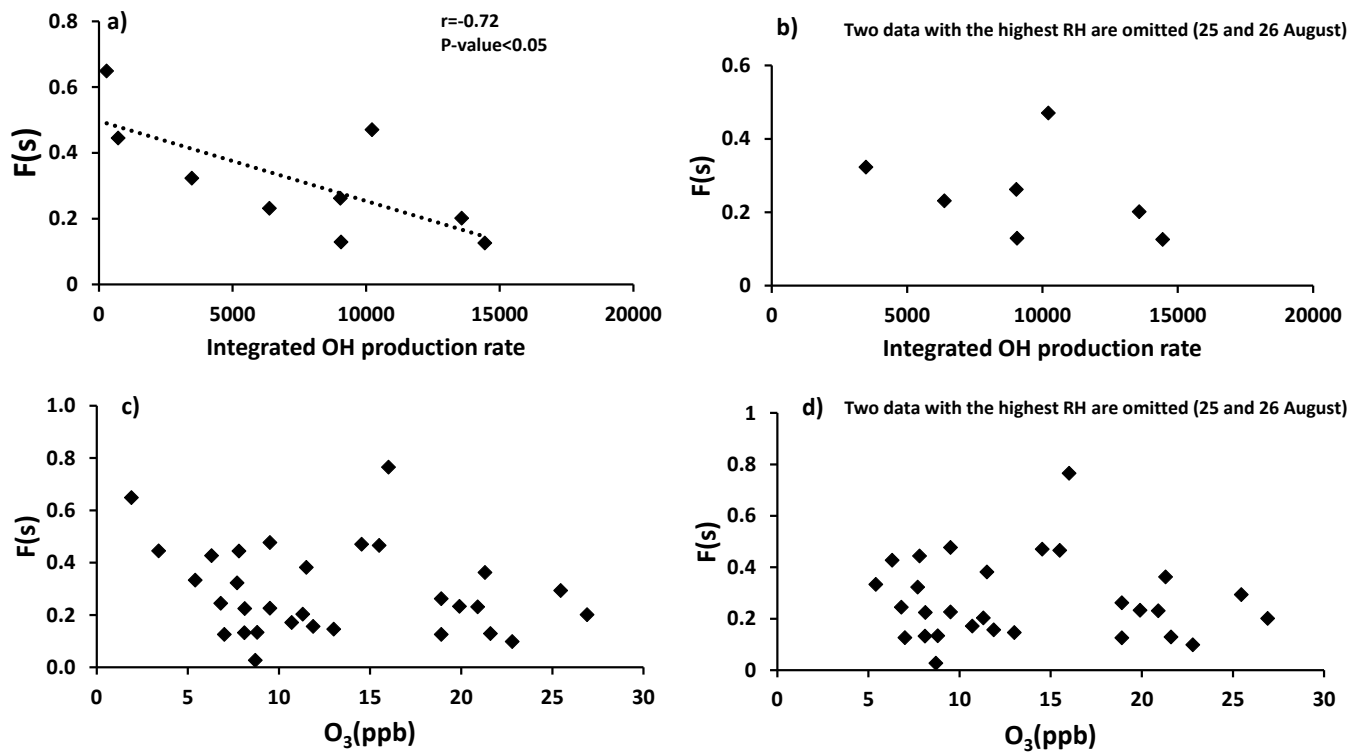 a)
r=-0.72
P-value<0.05
0.8
0.6
0.4
0.2
0
F(s)
0
5000
10000
15000
20000
Integrated OH production rate
b)
Two data with the highest RH are omitted (25 and 26 August)
0.6
0.4
0.2
0
F(s)
0
5000
10000
15000
20000
Integrated OH production rate
c)
1.0
0.8
0.6
0.4
0.2
0.0
F(s)
0
5
10
15
20
25
30
O3(ppb)
d)
Two data with the highest RH are omitted (25 and 26 August)
1
0.8
0.6
0.4
0.2
0
F(s)
0
5
10
15
20
25
30
O3(ppb)